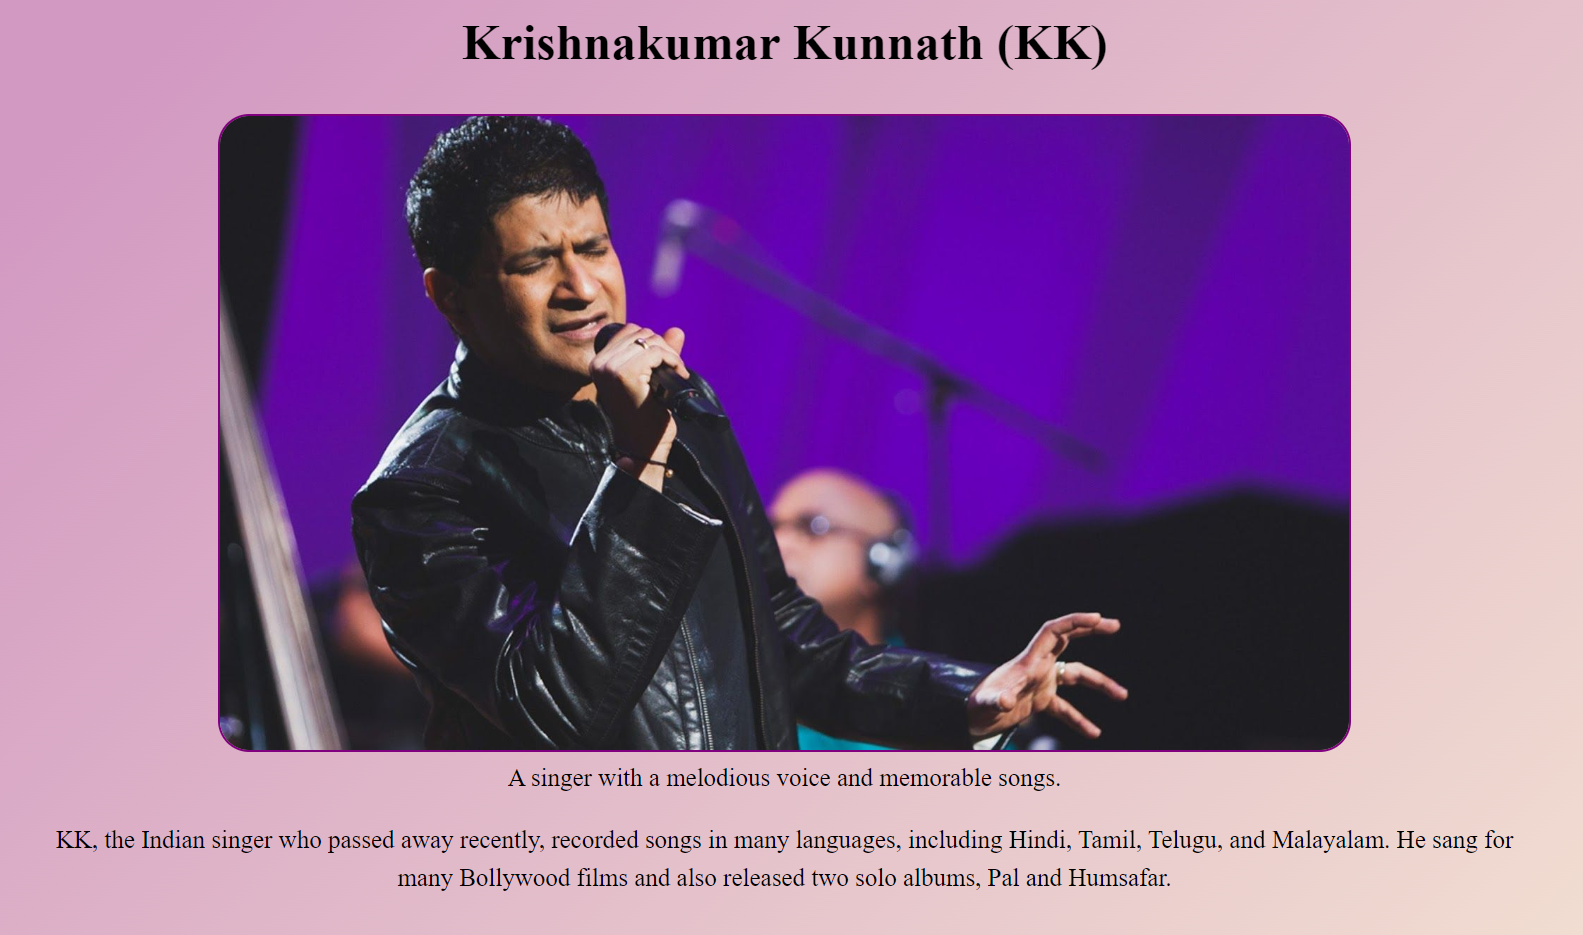 Krishnakumar Kunnath (KK)
A singer with a melodious voice and memorable songs.
KK, the Indian singer who passed away recently, recorded songs in many languages, including Hindi, Tamil, Telugu, and Malayalam. He sang for
many Bollywood films and also released two solo albums, Pal and Humsafar.